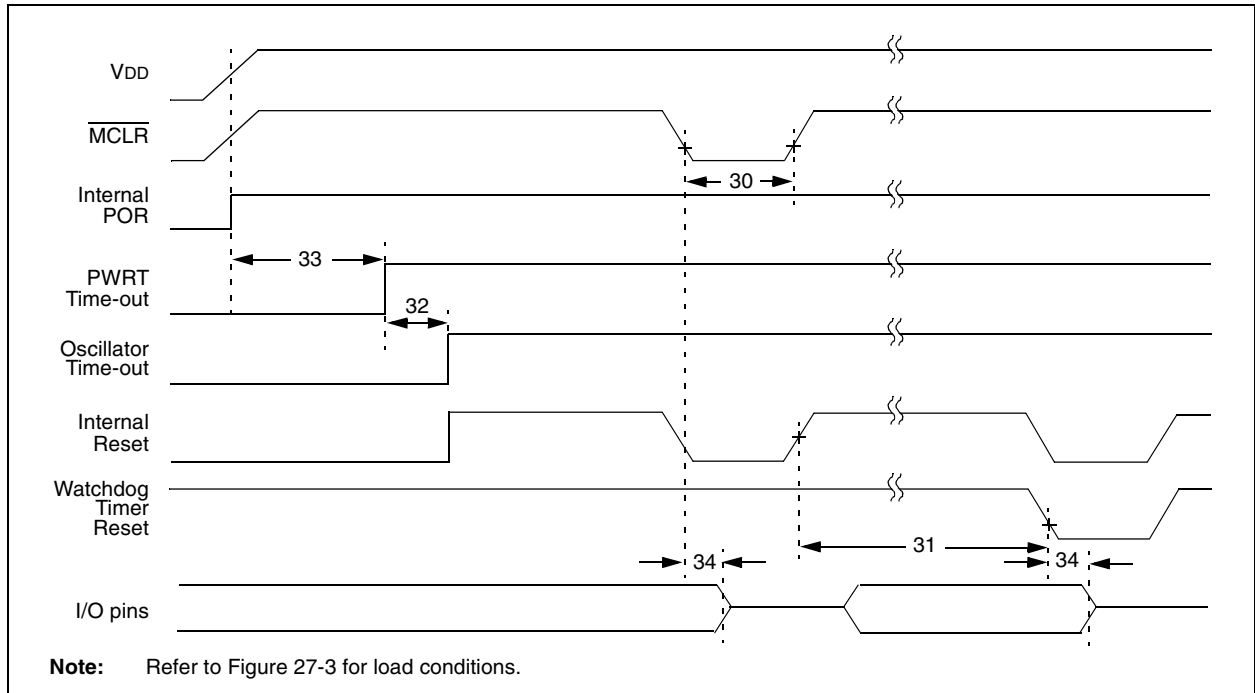 VDD
MCLR
30
Internal
POR
33
PWRT
Time-out
32
Oscillator
Time-out
Internal
Reset
Watchdog
Timer
Reset
31
34
34
I/O pins
Note: Refer to Figure 27-3 for load conditions.